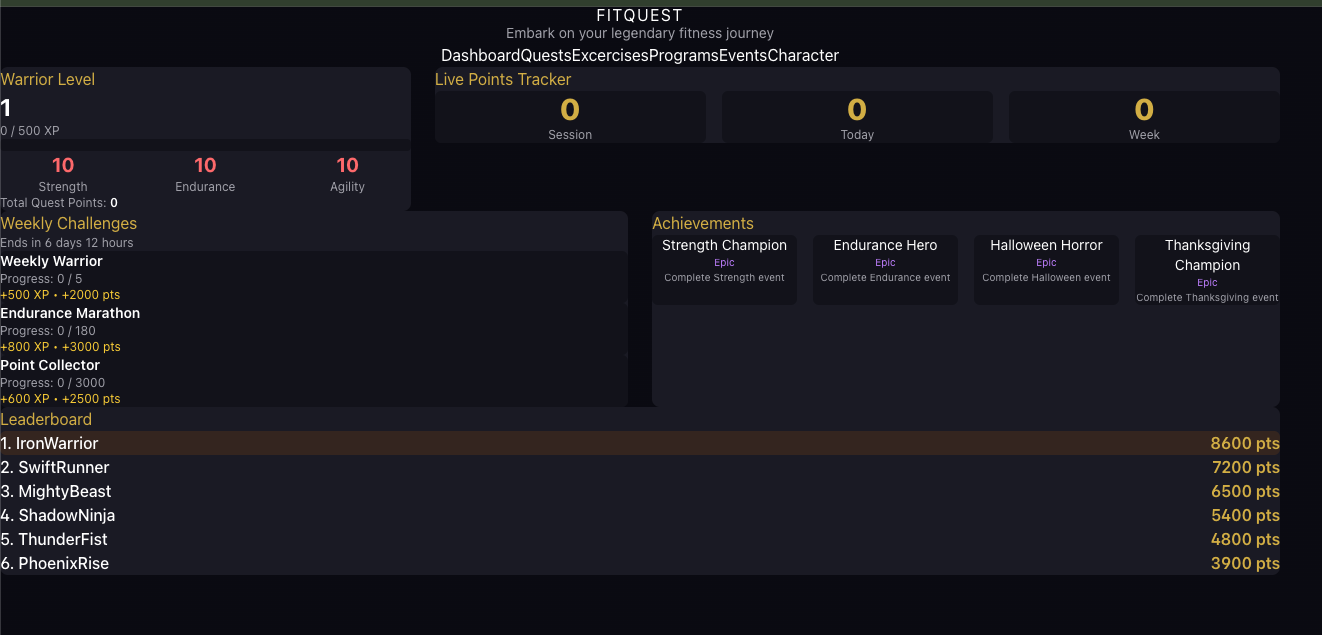 FITQUEST
Embark on your legendary fitness journey
DashboardQuestsExcercisesProgramsEventsCharacter
Warrior Level
1
0 / 500 XP
10
Strength
10
Endurance
10
Agility
Total Quest Points: 0
Live Points Tracker
0
Session
0
Today
0
Week
Weekly Challenges
Ends in 6 days 12 hours
Weekly Warrior
Progress: 0 / 5
+500 XP • +2000 pts
Endurance Marathon
Progress: 0 / 180
+800 XP • +3000 pts
Point Collector
Progress: 0 / 3000
+600 XP • +2500 pts
Achievements
Strength Champion
Epic
Complete Strength event
Endurance Hero
Epic
Complete Endurance event
Halloween Horror
Epic
Complete Halloween event
Thanksgiving
Champion
Epic
Complete Thanksgiving event
Leaderboard
1. IronWarrior 8600 pts
2. SwiftRunner 7200 pts
3. MightyBeast 6500 pts
4. ShadowNinja 5400 pts
5. ThunderFist 4800 pts
6. PhoenixRise 3900 pts